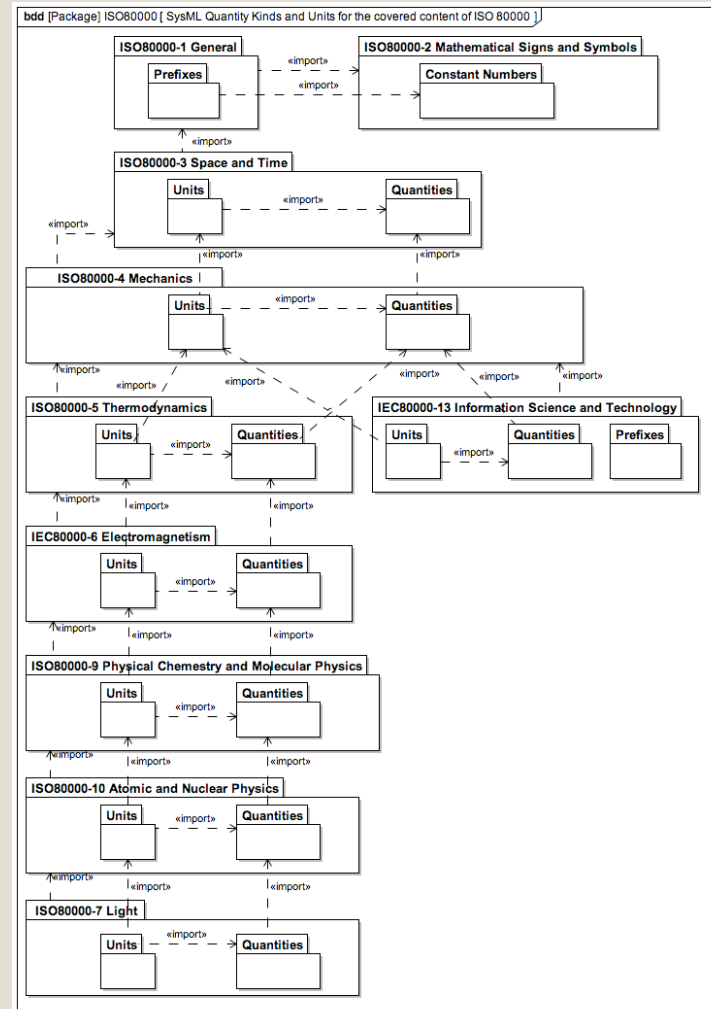 bdd [Package] ISO80000 [ SysML Quantity Kinds and Units for the covered content of ISO 80000 ]
ISO80000-1 General
ISO80000-2 Mathematical Signs and Symbols
«import»
Prefixes
«import»
Constant Numbers
«import»
ISO80000-3 Space and Time
Units
Quantities
«import»
«import»
«import»
«import»
ISO80000-4 Mechanics
Units
«import»
Quantities
«import»
«import»
«import»
«import»
«import»
«import»
ISO80000-5 Thermodynamics
IEC80000-13 Information Science and Technology
Units
«import»
Quantities
Units
«import»
Quantities
Prefixes
«import»
«import»
«import»
IEC80000-6 Electromagnetism
Units
«import»
Quantities
«import»
«import»
«import»
ISO80000-9 Physical Chemestry and Molecular Physics
Units
«import»
Quantities
«import»
«import»
«import»
ISO80000-10 Atomic and Nuclear Physics
Units
«import»
Quantities
«import»
«import»
«import»
ISO80000-7 Light
Units
«import»
Quantities